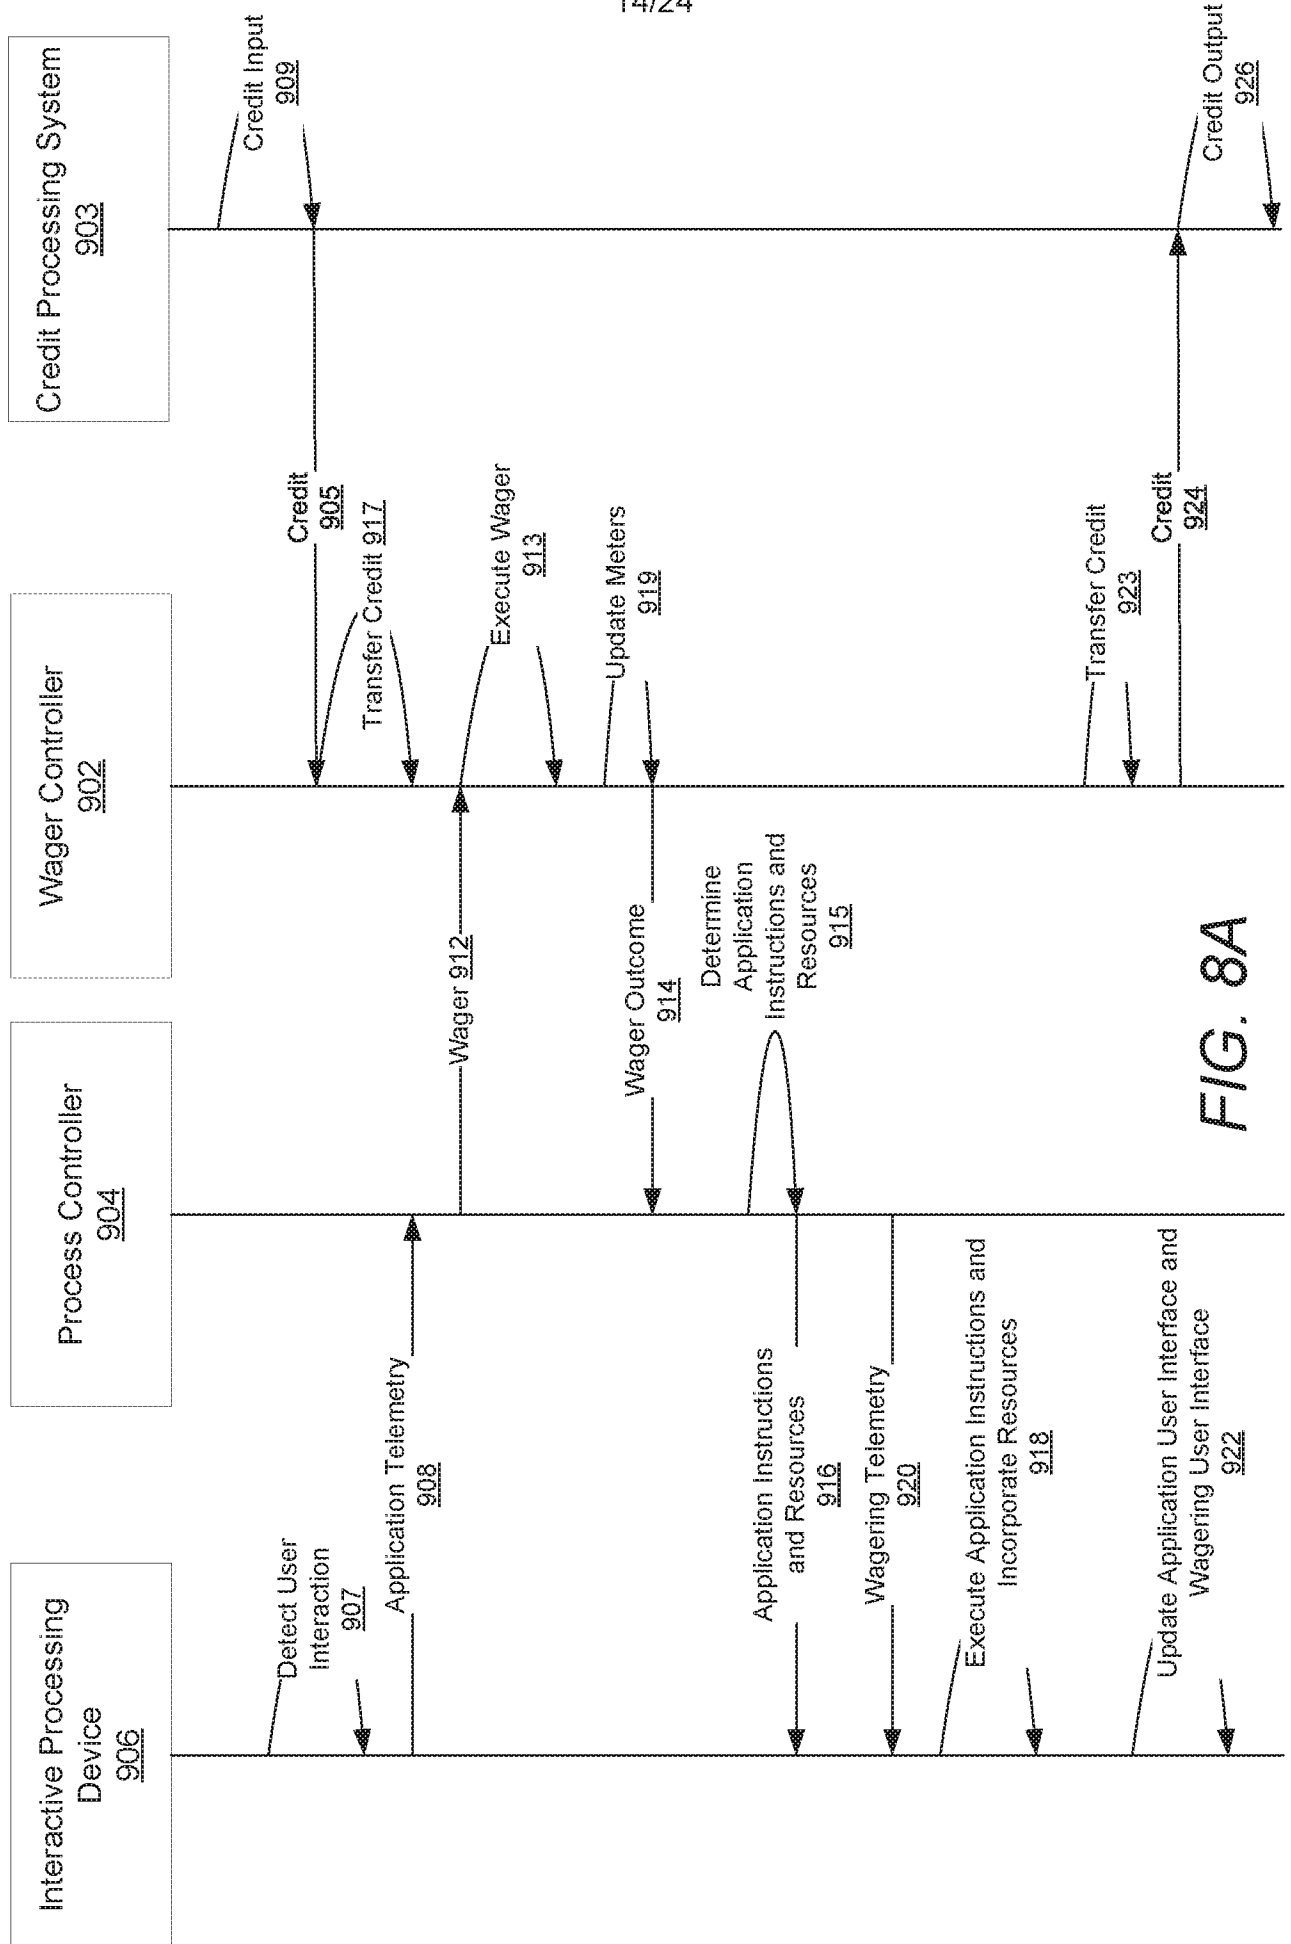 14/24
Interactive Processing
Device
906
Process Controller
904
Wager Controller
902
Credit Processing System
903
Credit Input
909
Detect User
Interaction
907
Credit
905
Transfer Credit 917
Application Telemetry
908
Wager 912
Execute Wager
913
Update Meters
919
Wager Outcome
914
Determine
Application
Instructions and
Resources
915
Application Instructions
and Resources
916
Wagering Telemetry
920
Execute Application Instructions and
Incorporate Resources
918
Transfer Credit
923
Update Application User Interface and
Wagering User Interface
922
Credit
924
Credit Output
926
FIG. 8A